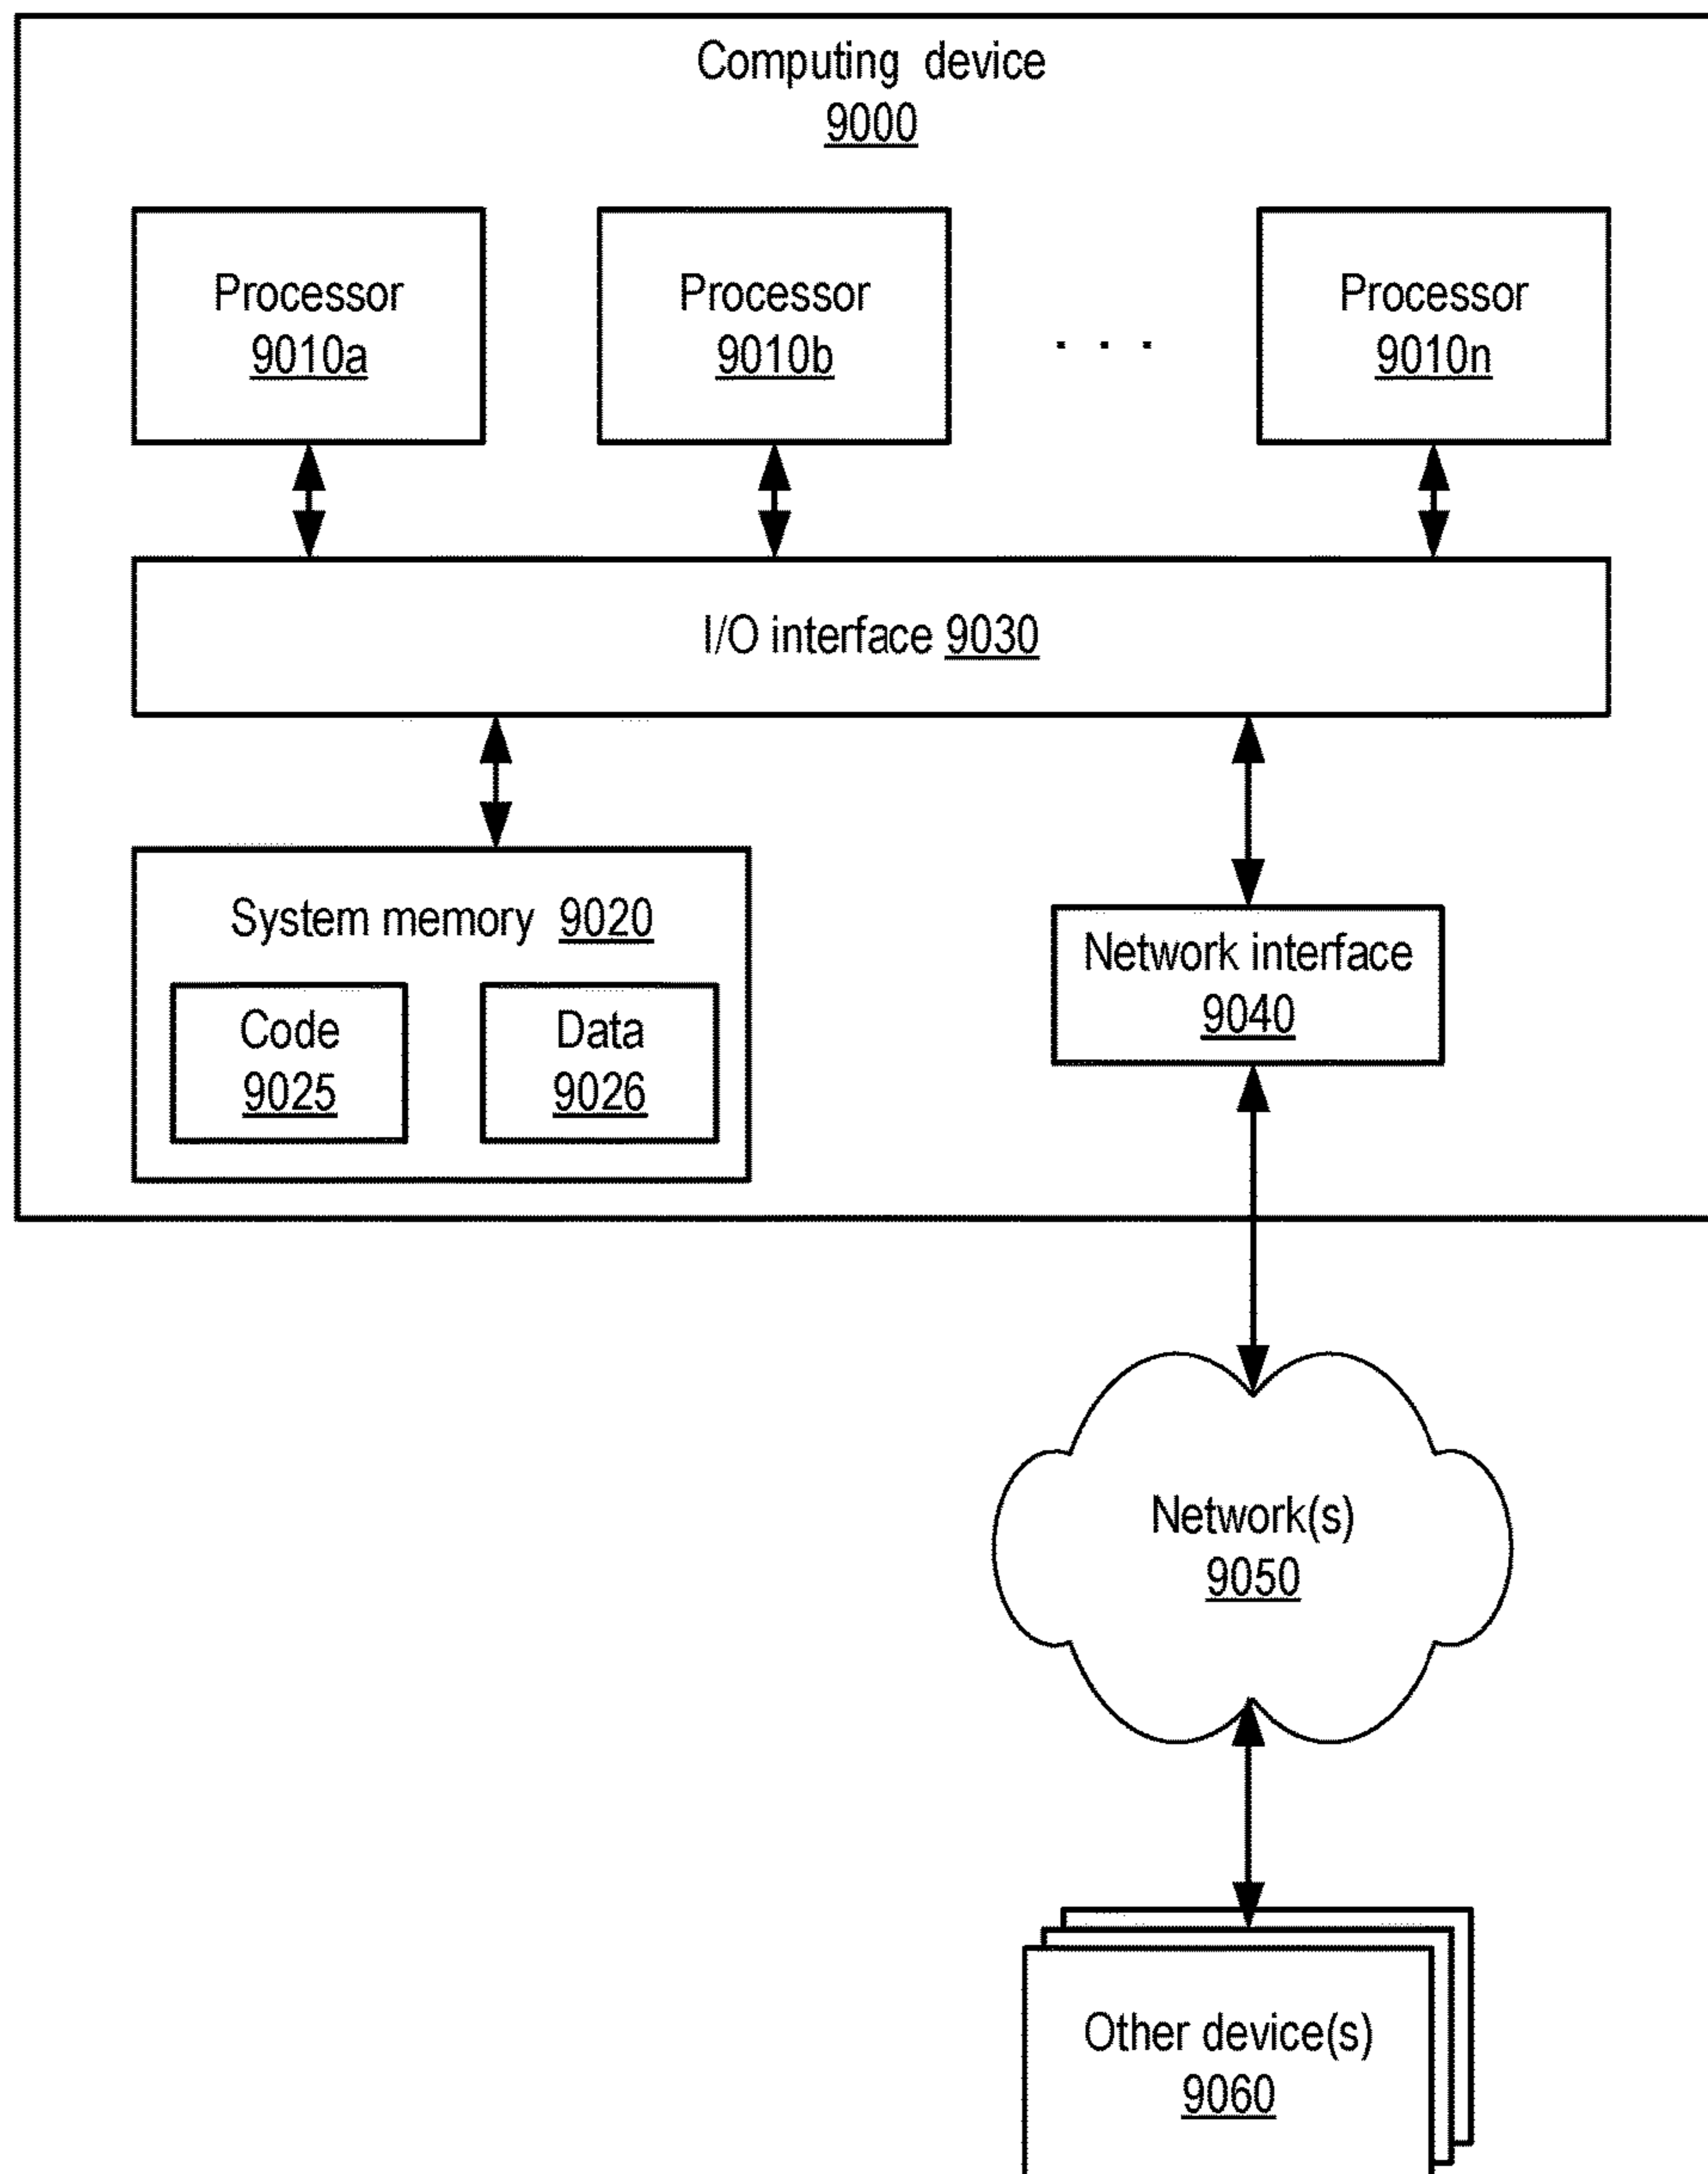 Computing device
9000
Processor
9010a
Processor
9010b
. . .
Processor
9010n
I/O interface 9030
System memory 9020
Code
9025
Data
9026
Network interface
9040
Network(s)
9050
Other device(s)
9060